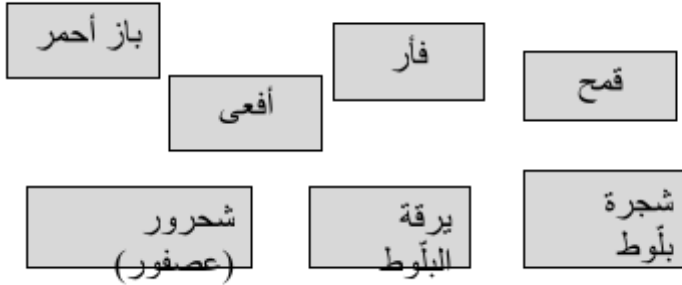 باز أحمر
فأر
قمح
أفعى
شجرة
بلّوط
يرقة
البلّوط
شحرور
(عصفور)